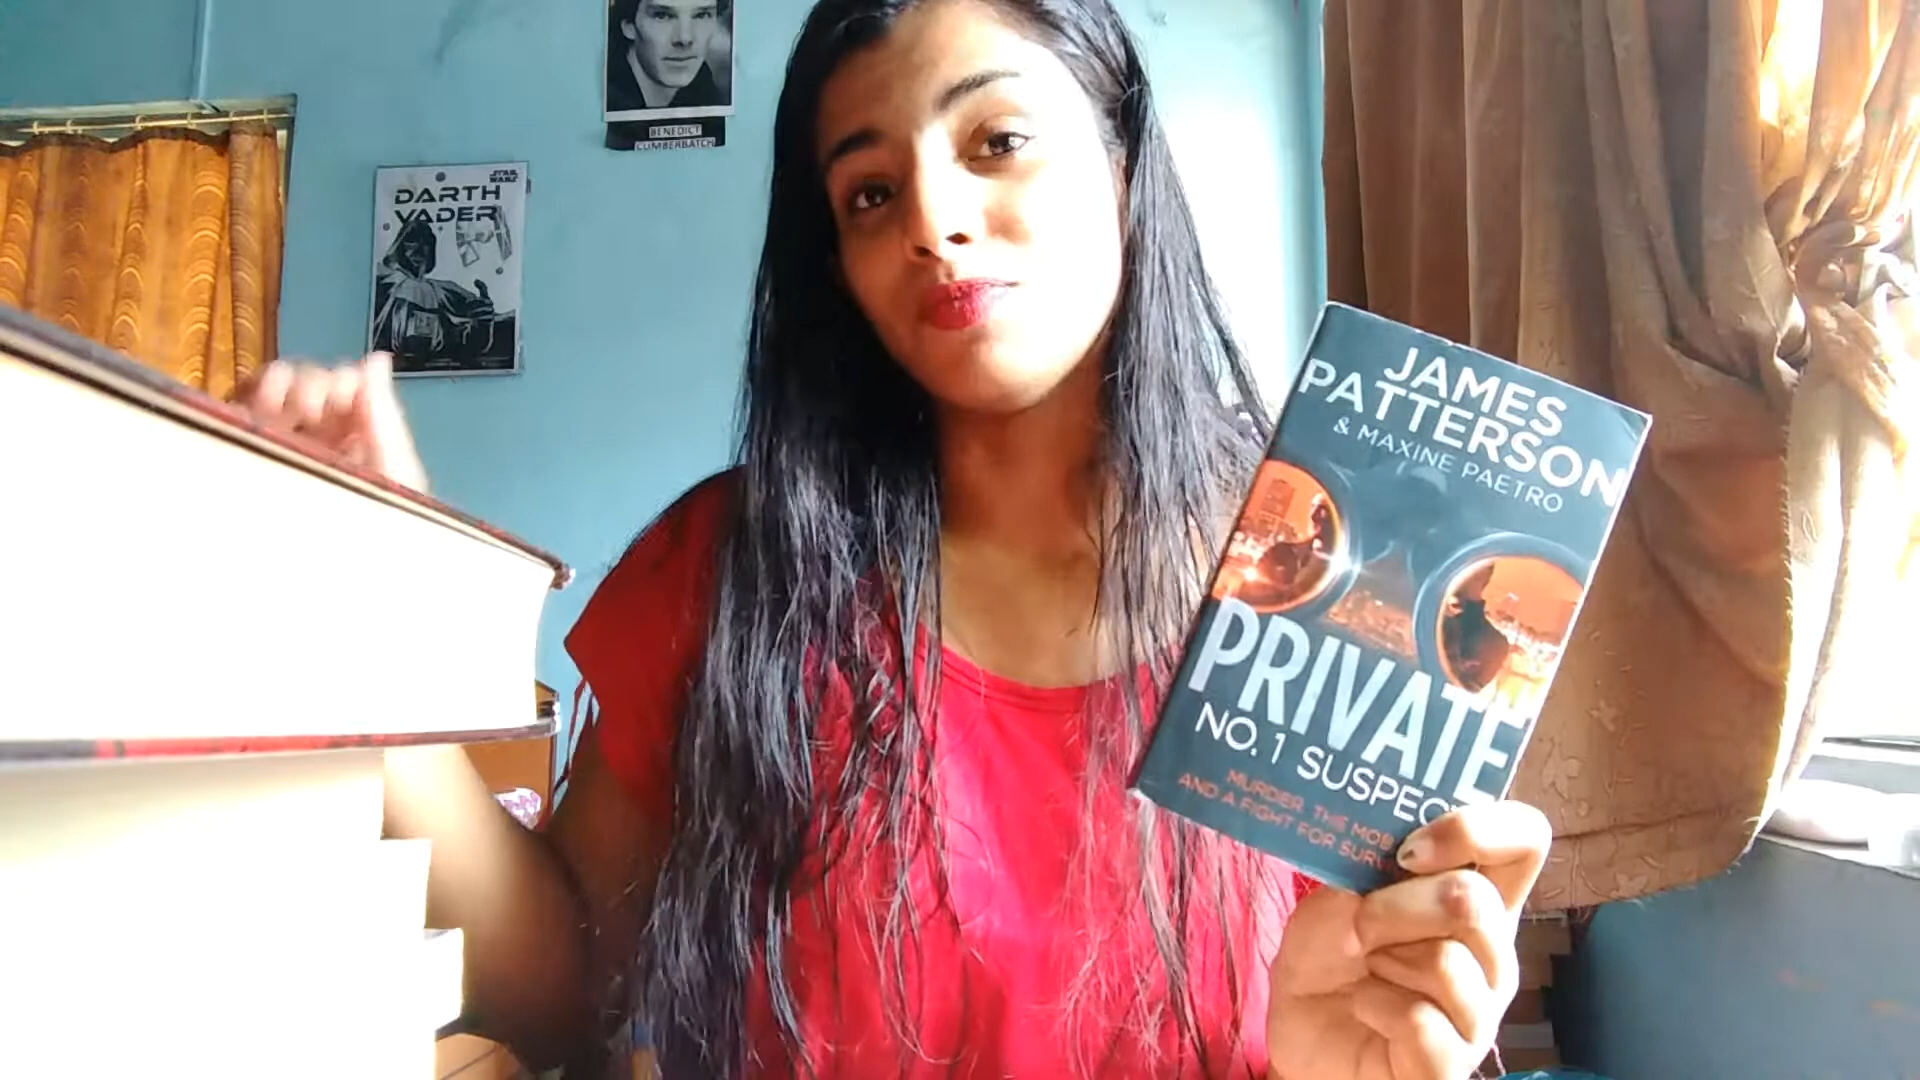 BENEDICT
CUMBERBATCH
STAR
WARS
DARTH
VADER
JAMES
PATTERSON
& MAXINE PAETRO
PRIVATE
NO. 1 SUSPECT
MURDER. THE MOB.
AND A FIGHT FOR